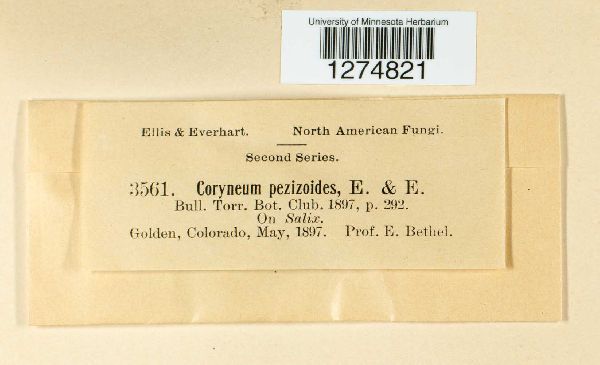 University of Minnesota Herbarium
1274821
Ellis & Everhart. North American Fungi.
Second Series.
3561. Coryneum pezizoides, E. & E.
Bull. Torr. Bot. Club. 1897, p. 292.
On Salix.
Golden, Colorado, May, 1897. Prof. E. Bethel.